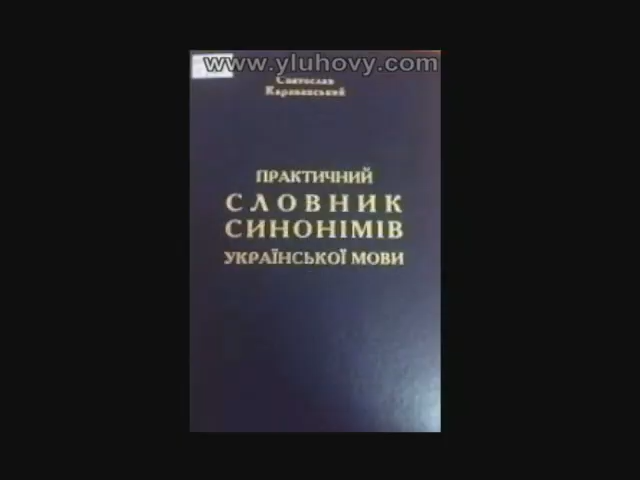 www.yluhovy.com
Святослав
Караванський
ПРАКТИЧНИЙ
СЛОВНИК
СИНОНІМІВ
УКРАЇНСЬКОЇ МОВИ